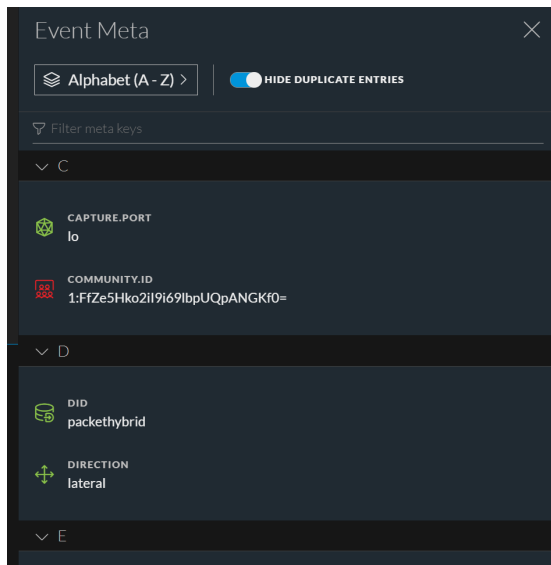 Event Meta
Alphabet (A - Z)
HIDE DUPLICATE ENTRIES
Filter meta keys
C
CAPTURE.PORT
lo
COMMUNITY.ID
1:FfZe5Hko2iI9i69IbpUQpANGKf0=
D
DID
packethybrid
DIRECTION
lateral
E